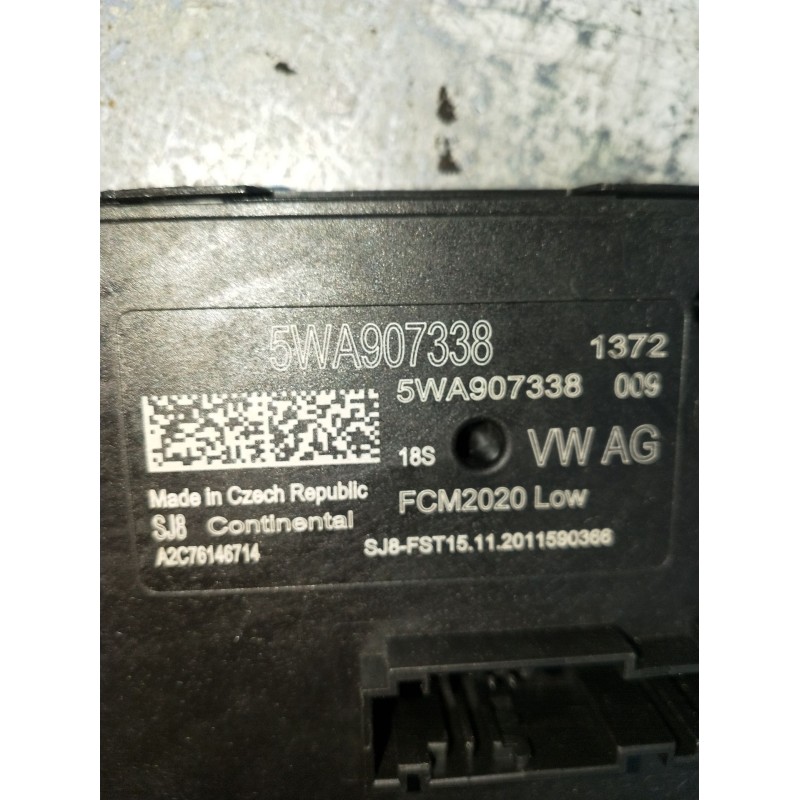 5WA907338 1372
5WA907338 009
18S VW AG
Made in Czech Republic FCM2020 Low
SJ8 Continental
A2C76146714 SJ8-FST15.11.2011590366